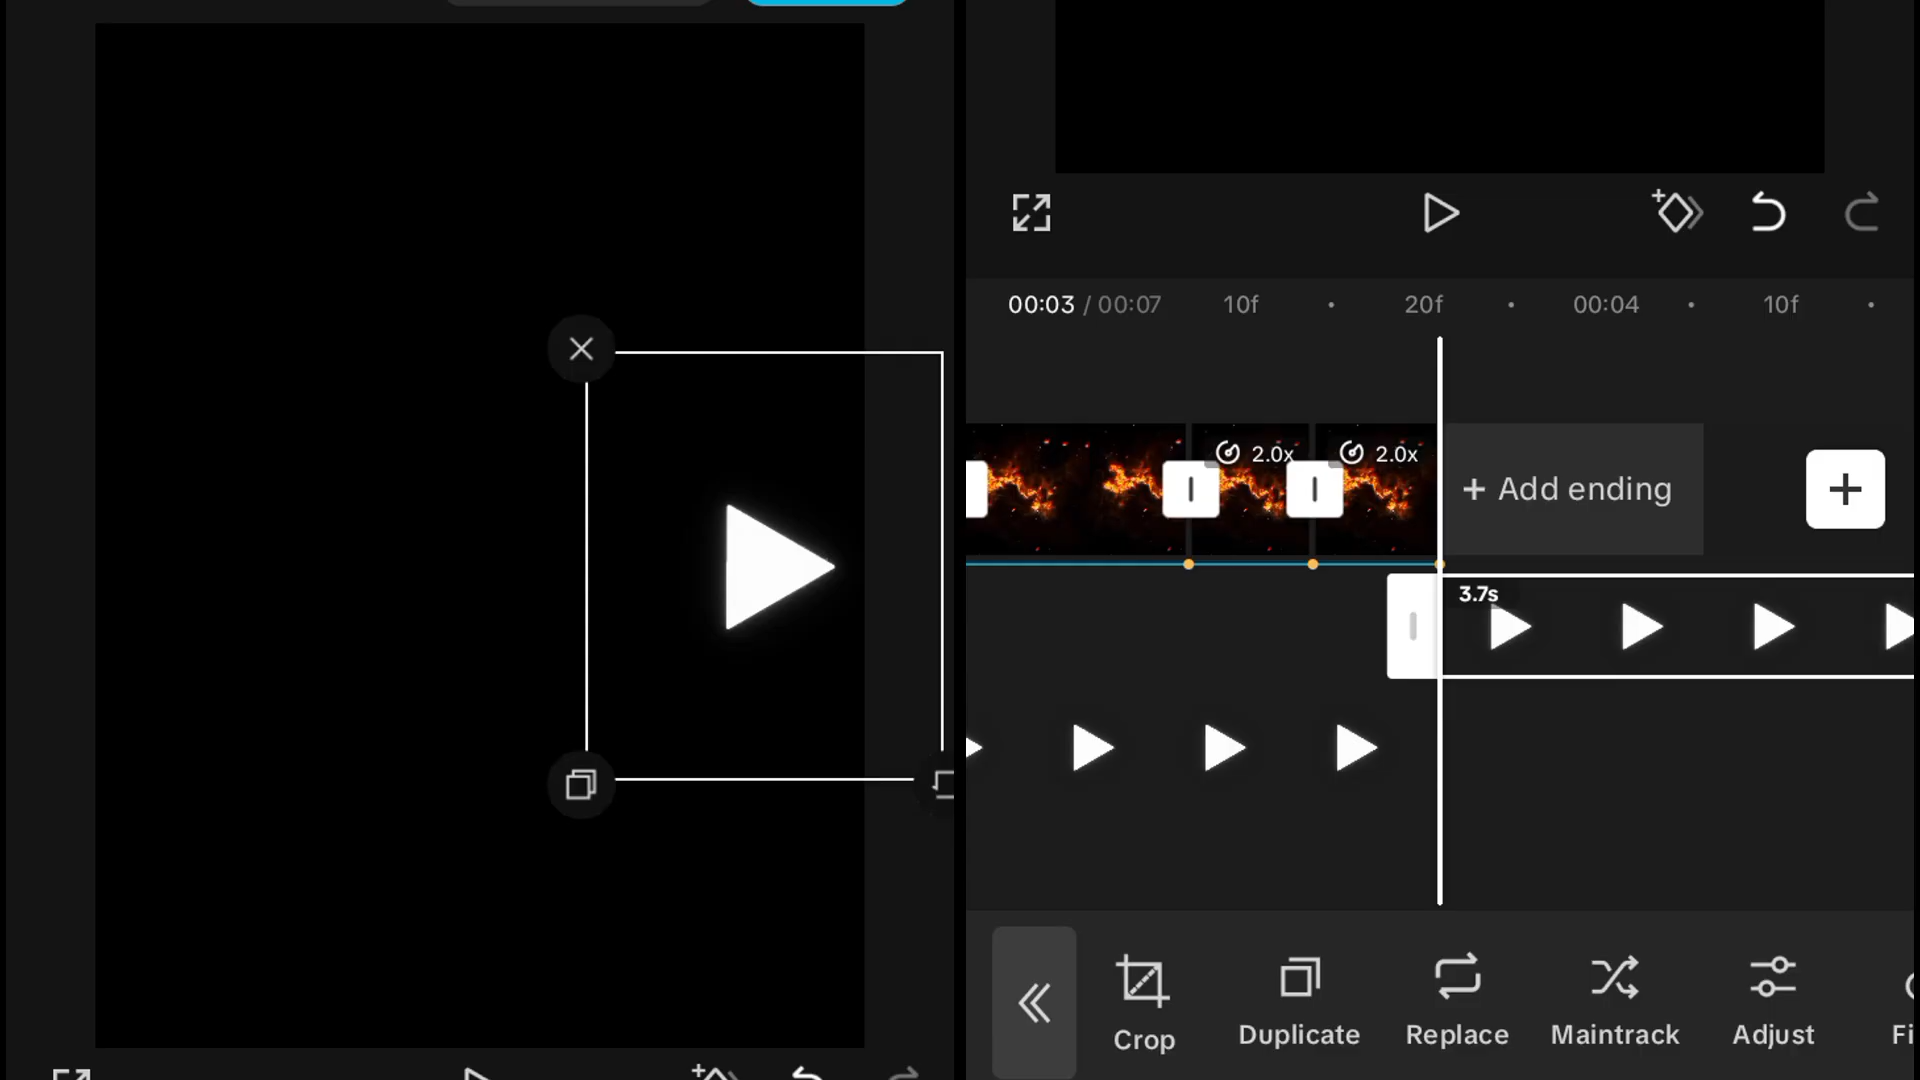 00:03 / 00:07 10f 20f 00:04 10f
2.0x 2.0x
+ Add ending
3.7s
Crop Duplicate Replace Maintrack Adjust